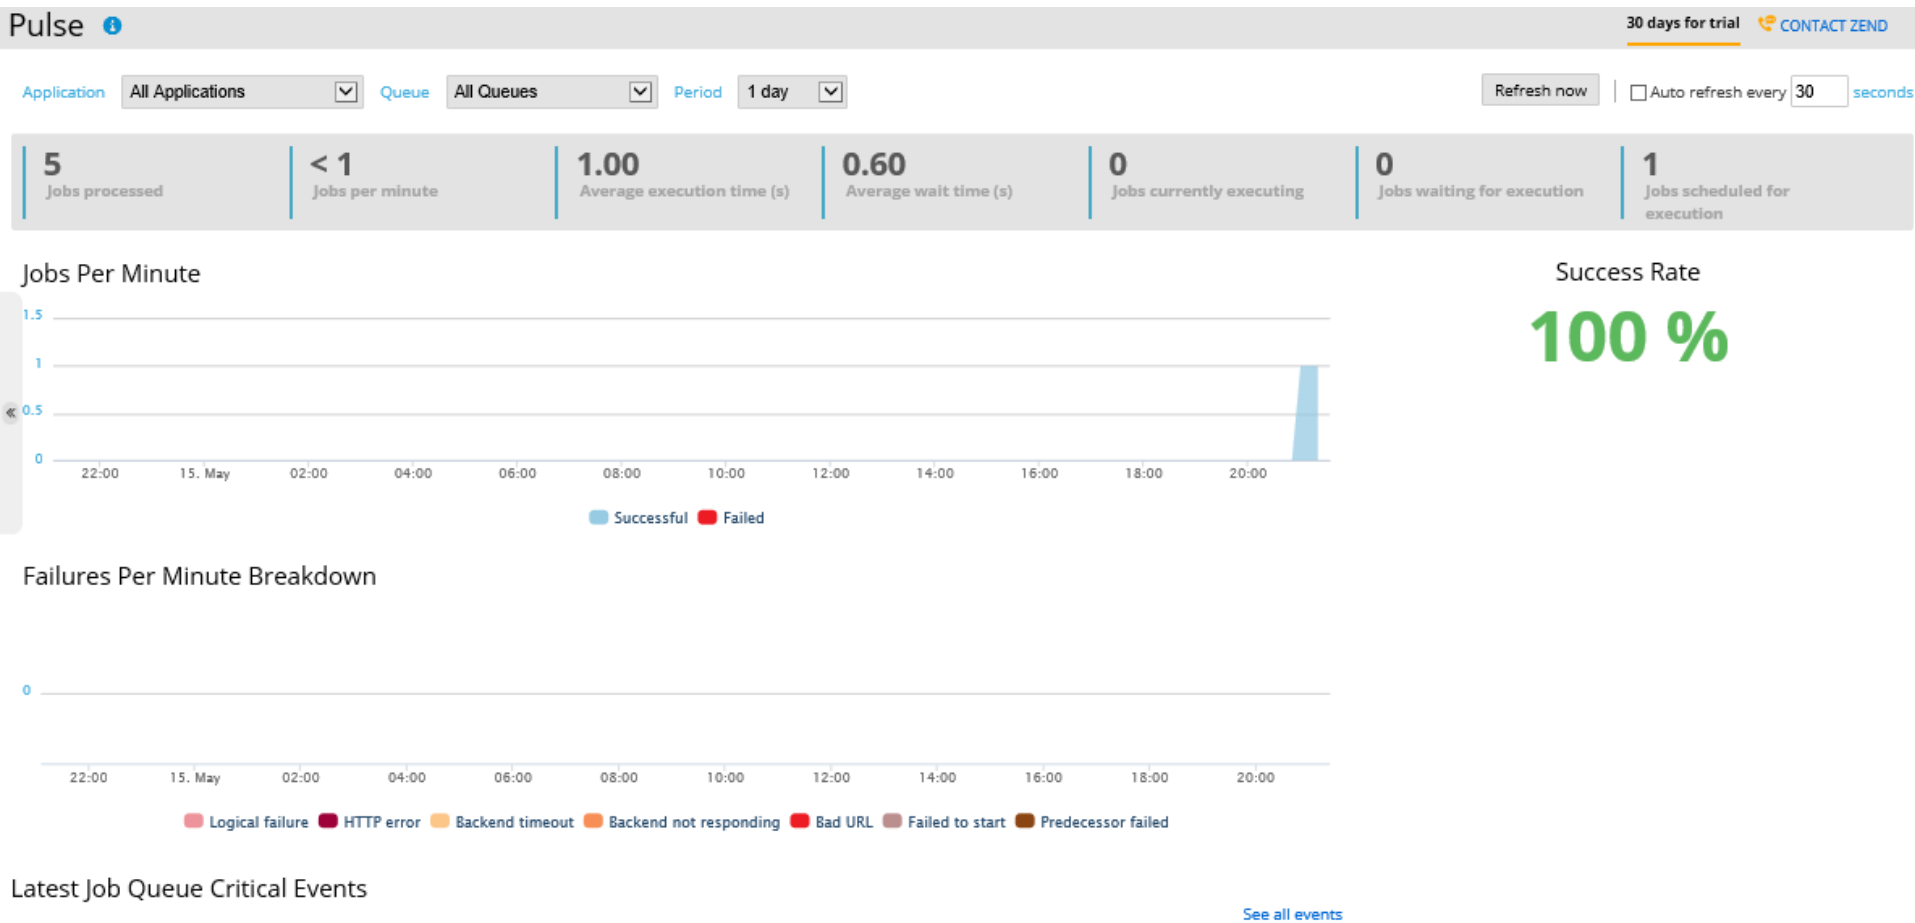 Pulse
30 days for trial CONTACT ZEND
Application All Applications Queue All Queues Period 1 day Refresh now Auto refresh every 30 seconds
5 < 1 1.00 0.60 0 0 1
Jobs processed Jobs per minute Average execution time (s) Average wait time (s) Jobs currently executing Jobs waiting for execution Jobs scheduled for
execution
Jobs Per Minute
Success Rate
100 %
1.5
1
0.5
0
22:00 15. May 02:00 04:00 06:00 08:00 10:00 12:00 14:00 16:00 18:00 20:00
Successful Failed
Failures Per Minute Breakdown
0
22:00 15. May 02:00 04:00 06:00 08:00 10:00 12:00 14:00 16:00 18:00 20:00
Logical failure HTTP error Backend timeout Backend not responding Bad URL Failed to start Predecessor failed
Latest Job Queue Critical Events
See all events